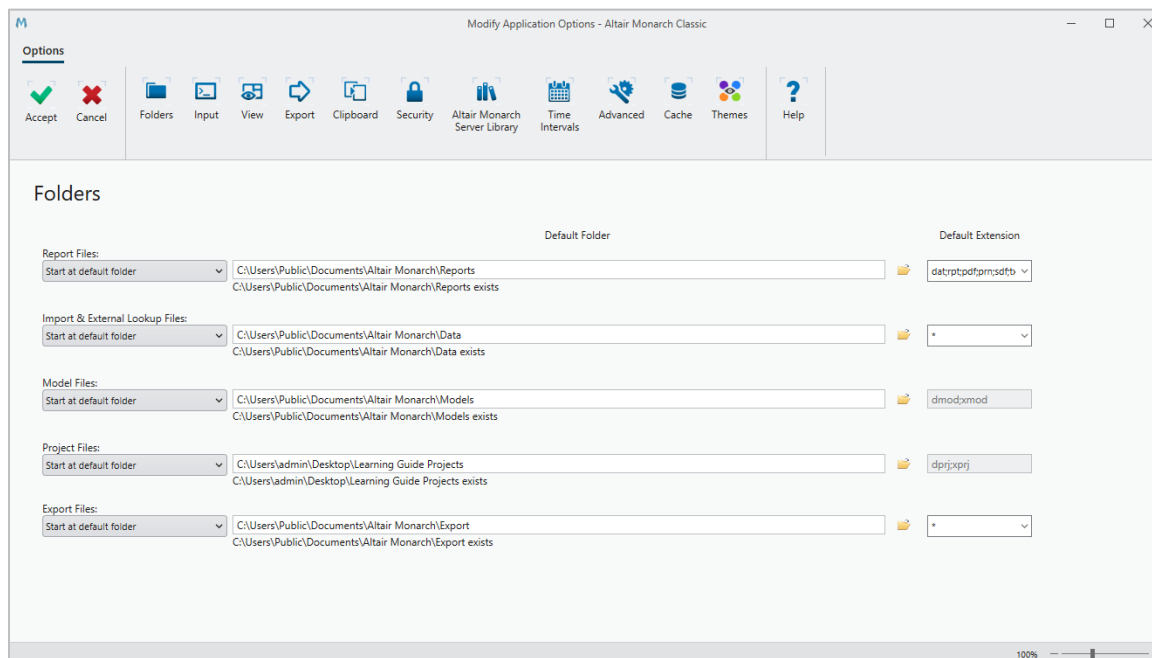 Modify Application Options - Altair Monarch Classic
Options
Accept Cancel Folders Input View Export Clipboard Security Altair Monarch Server Library Time Intervals Advanced Cache Themes Help
Folders
Default Folder Default Extension
Report Files:
Start at default folder C:\Users\Public\Documents\Altair Monarch\Reports dat;rpt;pdf;prn;sdf;t
C:\Users\Public\Documents\Altair Monarch\Reports exists
Import & External Lookup Files:
Start at default folder C:\Users\Public\Documents\Altair Monarch\Data *
C:\Users\Public\Documents\Altair Monarch\Data exists
Model Files:
Start at default folder C:\Users\Public\Documents\Altair Monarch\Models dmod;xmod
C:\Users\Public\Documents\Altair Monarch\Models exists
Project Files:
Start at default folder C:\Users\admin\Desktop\Learning Guide Projects dprj;xprj
C:\Users\admin\Desktop\Learning Guide Projects exists
Export Files:
Start at default folder C:\Users\Public\Documents\Altair Monarch\Export *
C:\Users\Public\Documents\Altair Monarch\Export exists
100%